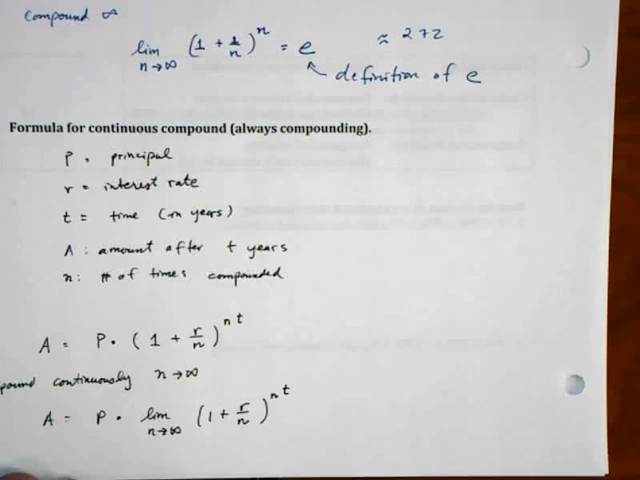 compound ∞
lim n→∞ (1 + 1/n)^n = e ≈ 2.72
definition of e
Formula for continuous compound (always compounding).
P = principal
r = interest rate
t = time (in years)
A : amount after t years
n : # of times compounded
A = P • (1 + r/n)^nt
pound continuously n→∞
A = P • lim n→∞ (1 + r/n)^nt